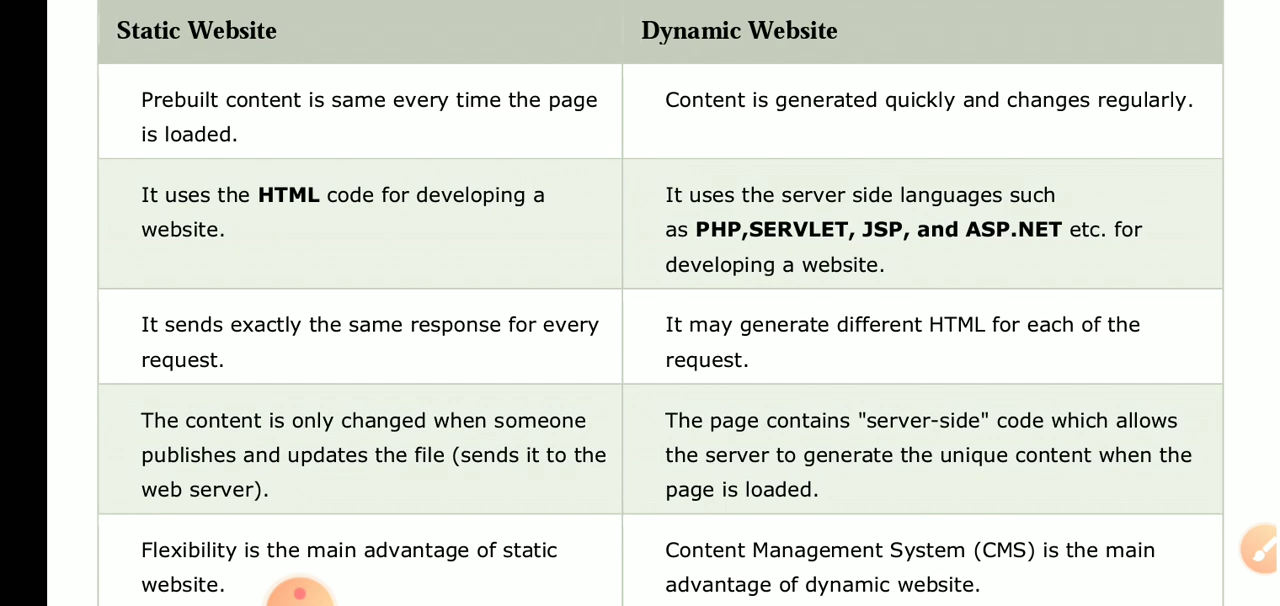 Static Website
Dynamic Website
Prebuilt content is same every time the page
is loaded.
Content is generated quickly and changes regularly.
It uses the HTML code for developing a
website.
It uses the server side languages such
as PHP,SERVLET, JSP, and ASP.NET etc. for
developing a website.
It sends exactly the same response for every
request.
It may generate different HTML for each of the
request.
The content is only changed when someone
publishes and updates the file (sends it to the
web server).
The page contains "server-side" code which allows
the server to generate the unique content when the
page is loaded.
Flexibility is the main advantage of static
website.
Content Management System (CMS) is the main
advantage of dynamic website.